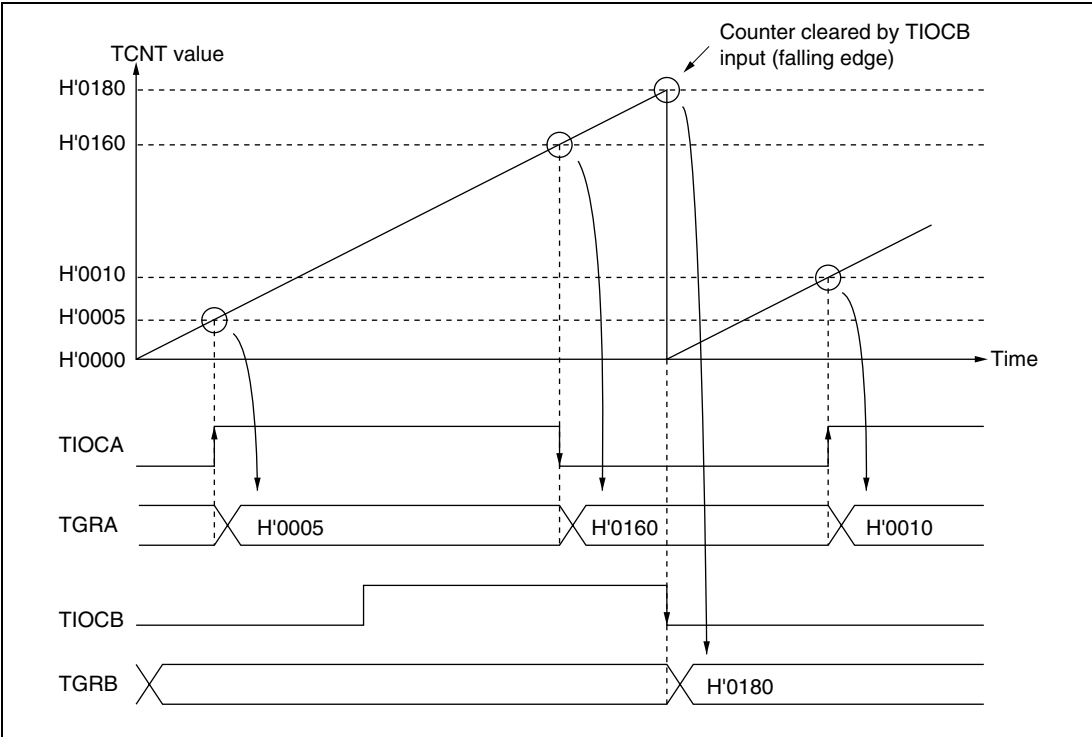 Counter cleared by TIOCB
input (falling edge)
TCNT value
H'0180
H'0160
H'0010
H'0005
H'0000
Time
TIOCA
TGRA
H'0005
H'0160
H'0010
TIOCB
TGRB
H'0180